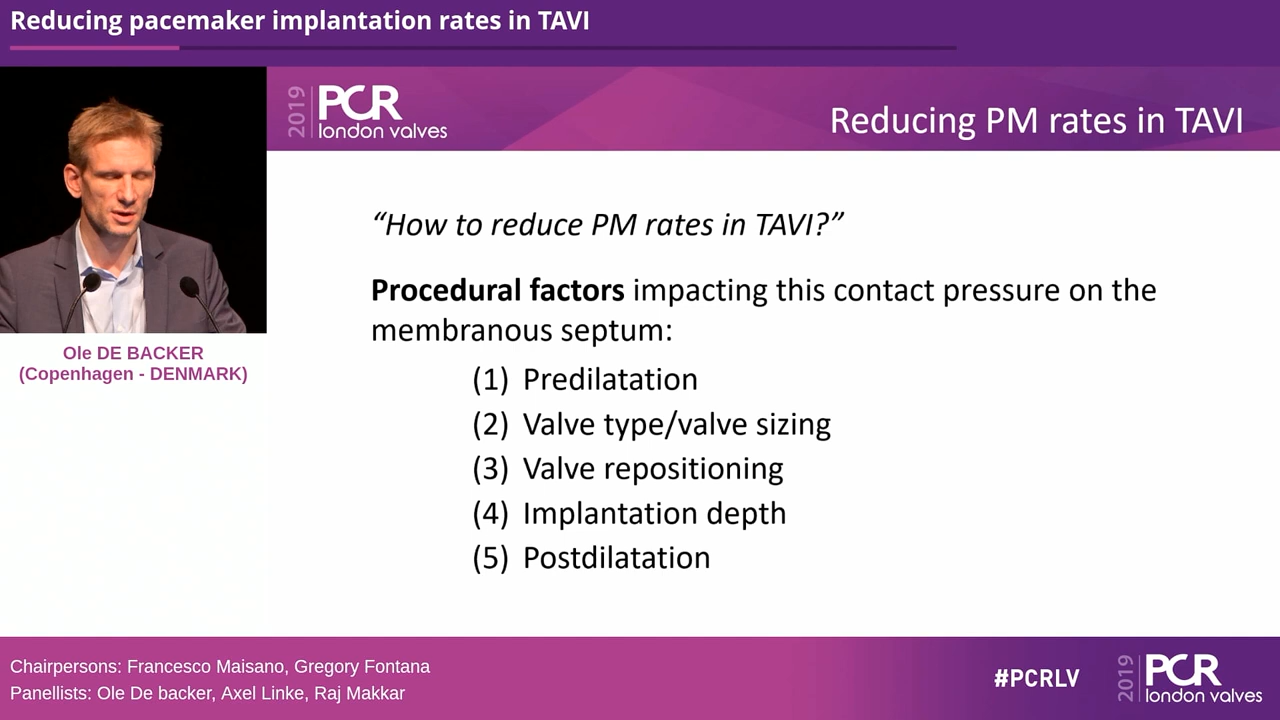 Reducing pacemaker implantation rates in TAVI
2019 PCR
london valves
Reducing PM rates in TAVI
“How to reduce PM rates in TAVI?”
Procedural factors impacting this contact pressure on the
membranous septum:
(1) Predilatation
(2) Valve type/valve sizing
(3) Valve repositioning
(4) Implantation depth
(5) Postdilatation
Ole DE BACKER
(Copenhagen - DENMARK)
Chairpersons: Francesco Maisano, Gregory Fontana
Panellists: Ole De backer, Axel Linke, Raj Makkar
#PCRLV
2019 PCR
london valves